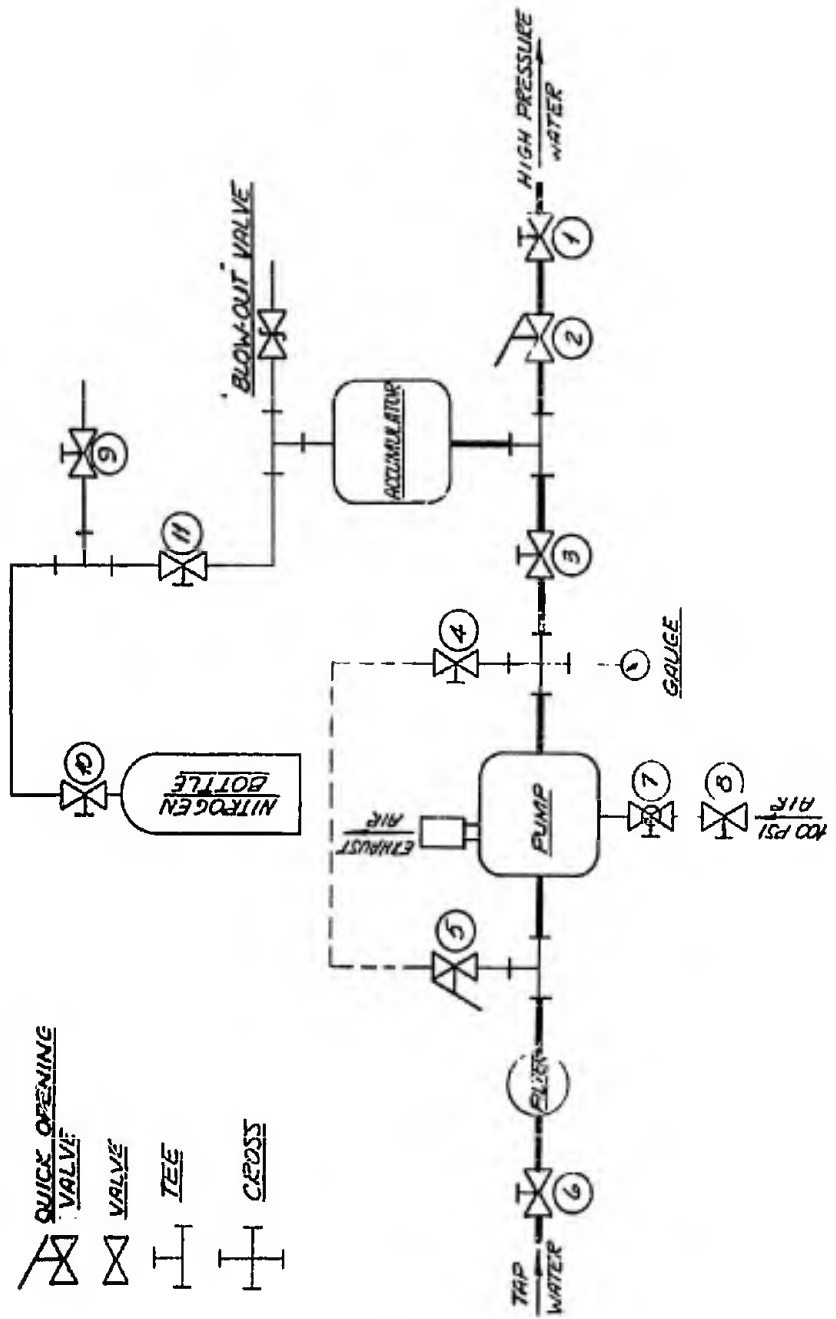 QUICK OPENING
VALVE
VALVE
TEE
CROSS
NITROGEN
BOTTLE
10
9
11
"BLOW-OUT" VALVE
ACCUMULATOR
5
4
EXHAUST
AIR
TAP
WATER
6
FILTER
PUMP
GAUGE
3
2
1
HIGH PRESSURE
WATER
7
8
100 PSI
AIR